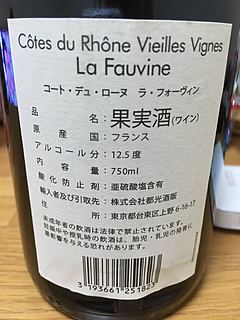 Côtes du Rhône Vieilles Vignes
La Fauvine
コート・デュ・ローヌ ラ・フォーヴィン
品名:果実酒(ワイン)
原産国:フランス
アルコール分:12.5度
内容量:750ml
酸化防止剤:亜硫酸塩含有
輸入者及び引取先:株式会社都光酒販
住所:東京都台東区上野 6-16-17
未成年者の飲酒は法律で禁止されています。
妊娠中や授乳時の飲酒は、胎児・乳児の発育に
悪影響を与える恐れがあります。
3 193661 251823